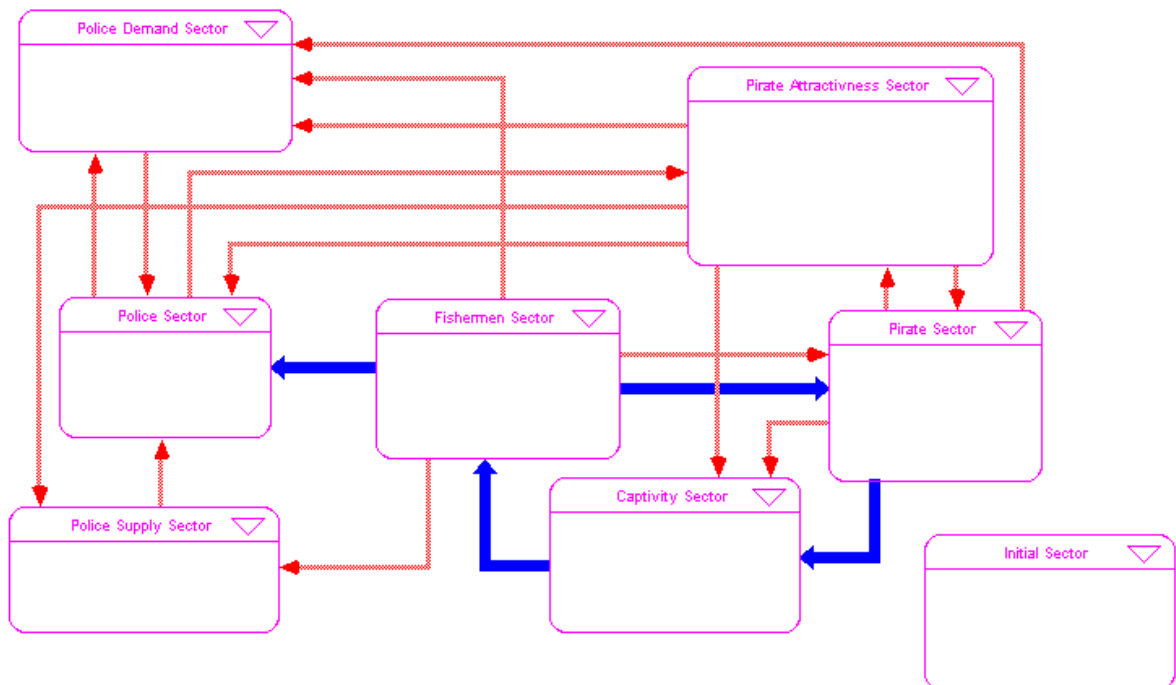 Police Demand Sector
Pirate Attractivness Sector
Police Sector
Fishermen Sector
Pirate Sector
Captivity Sector
Police Supply Sector
Initial Sector